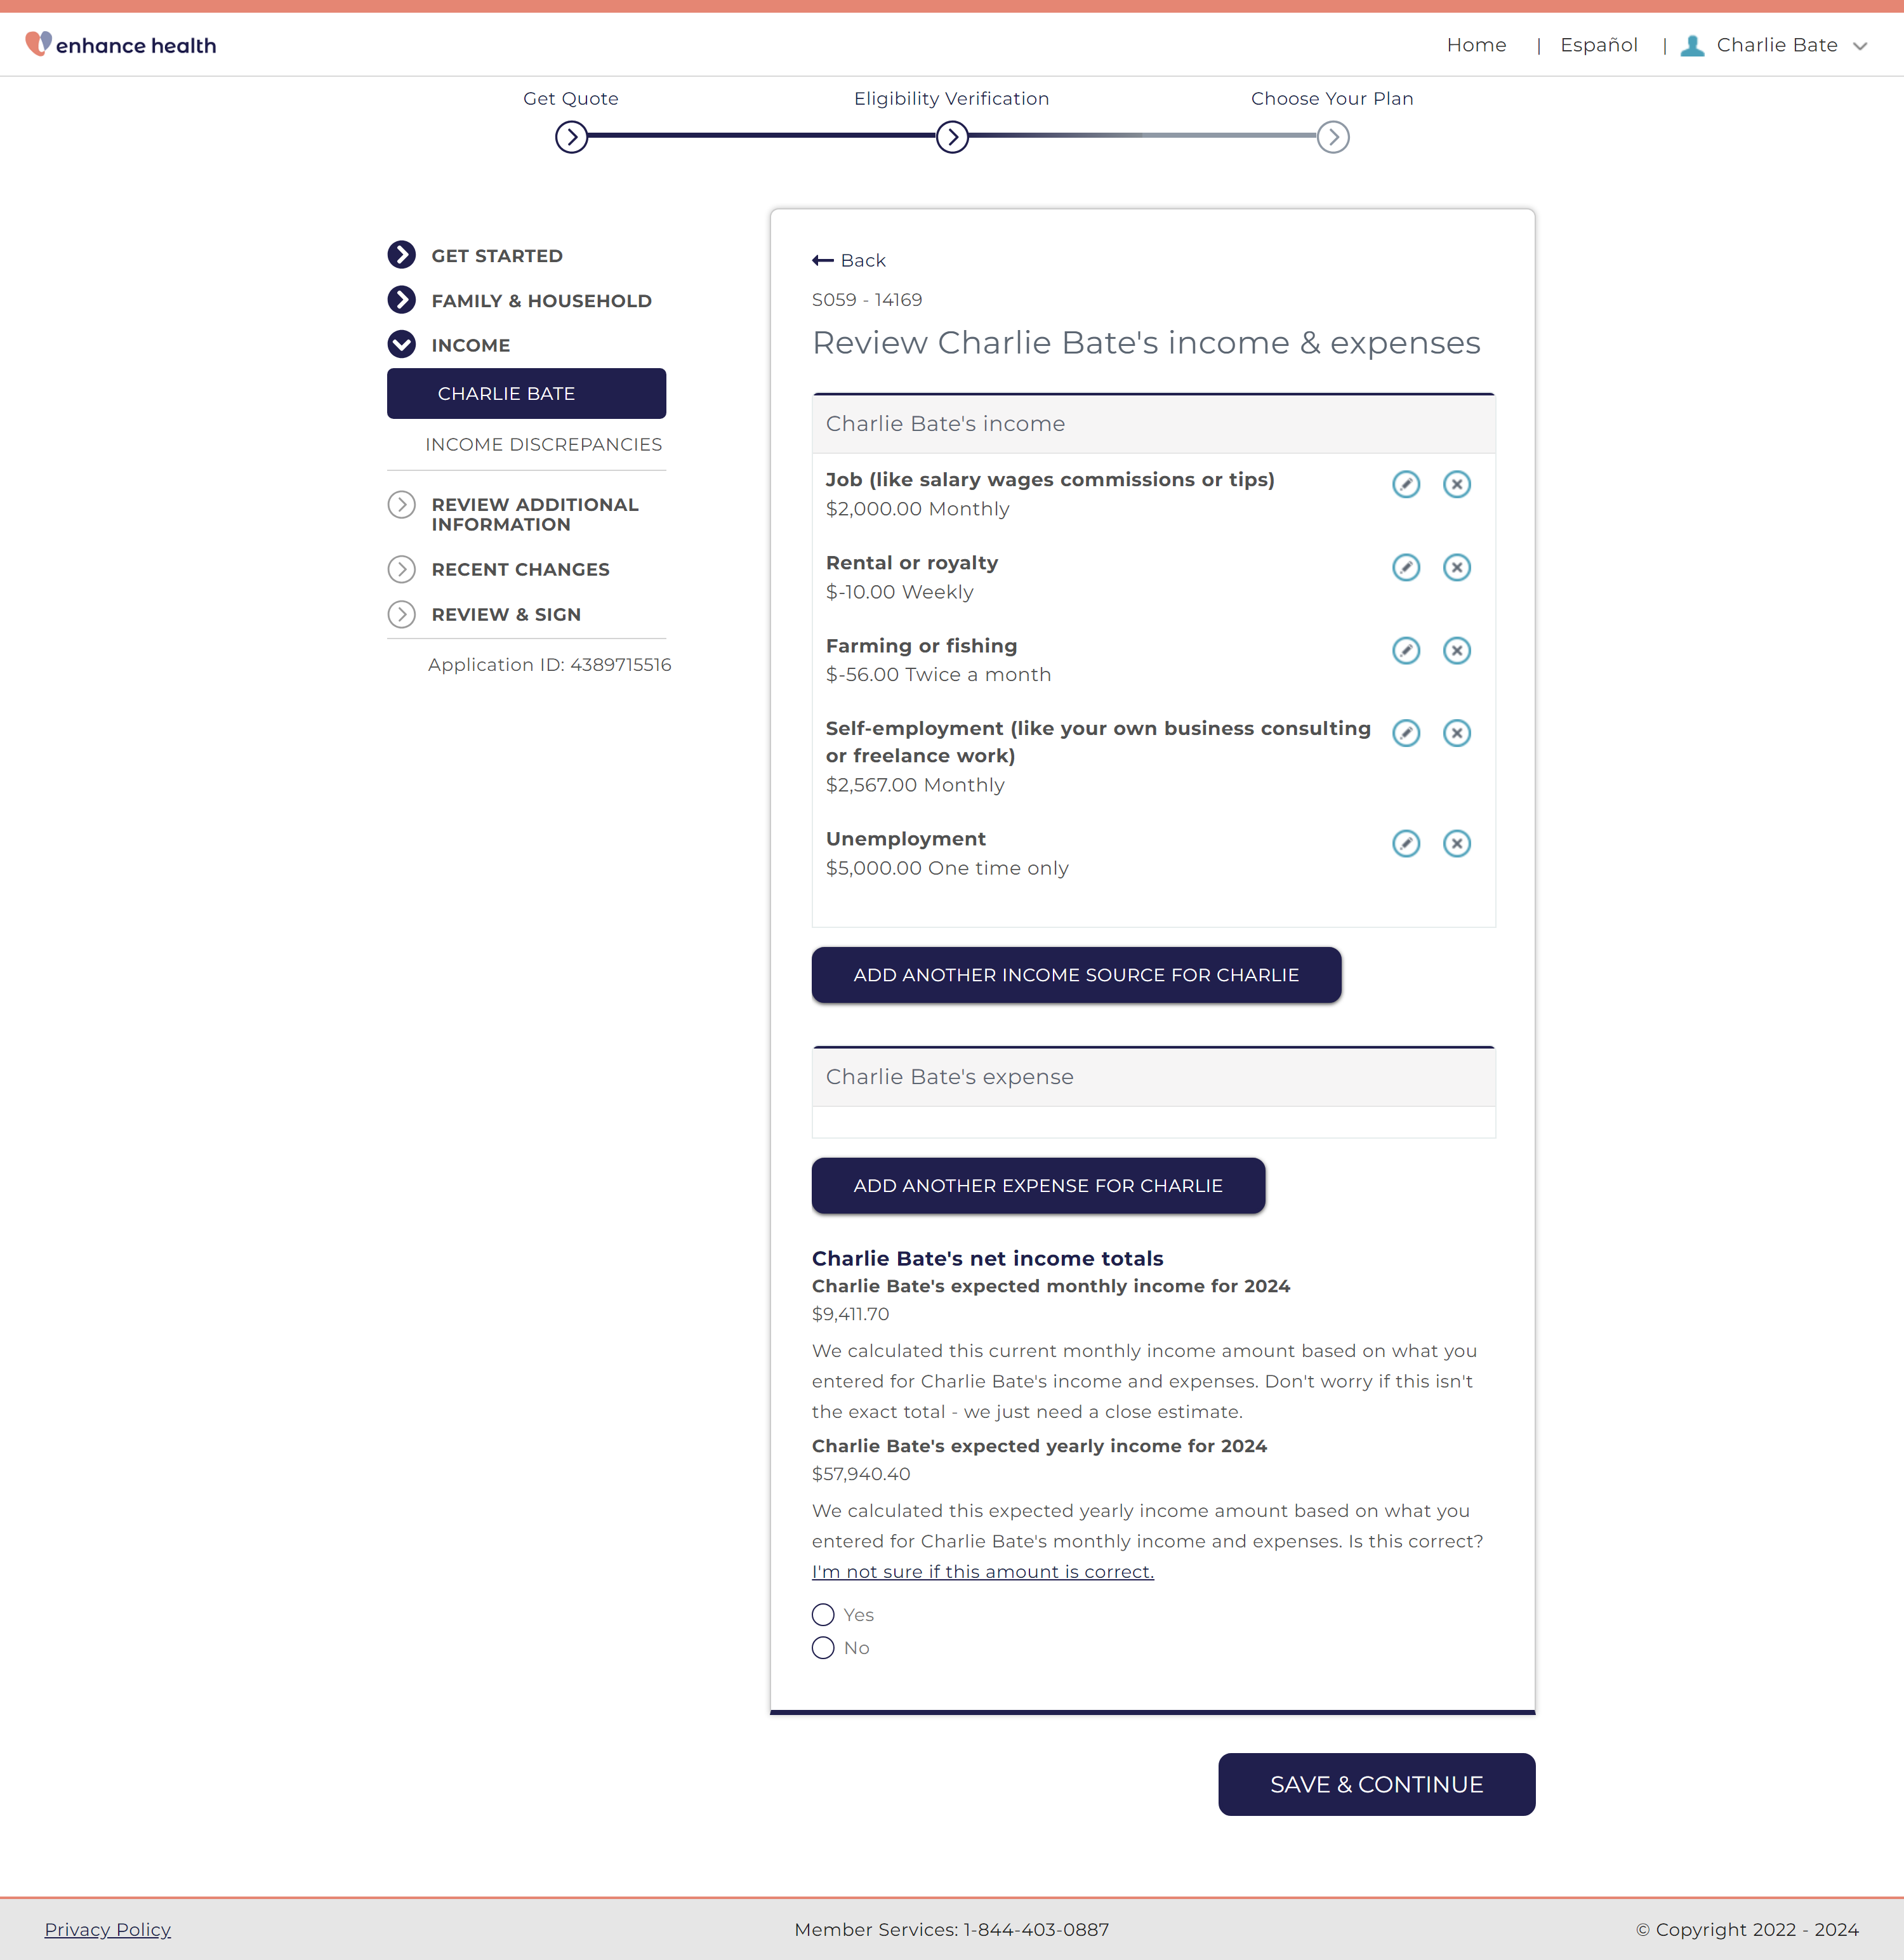 enhance health
Home | Español | Charlie Bate
Get Quote
Eligibility Verification
Choose Your Plan
GET STARTED
FAMILY & HOUSEHOLD
INCOME
CHARLIE BATE
INCOME DISCREPANCIES
REVIEW ADDITIONAL
INFORMATION
RECENT CHANGES
REVIEW & SIGN
Application ID: 4389715516
Back
S059 - 14169
Review Charlie Bate's income & expenses
Charlie Bate's income
Job (like salary wages commissions or tips)
$2,000.00 Monthly
Rental or royalty
$-10.00 Weekly
Farming or fishing
$-56.00 Twice a month
Self-employment (like your own business consulting
or freelance work)
$2,567.00 Monthly
Unemployment
$5,000.00 One time only
ADD ANOTHER INCOME SOURCE FOR CHARLIE
Charlie Bate's expense
ADD ANOTHER EXPENSE FOR CHARLIE
Charlie Bate's net income totals
Charlie Bate's expected monthly income for 2024
$9,411.70
We calculated this current monthly income amount based on what you
entered for Charlie Bate's income and expenses. Don't worry if this isn't
the exact total - we just need a close estimate.
Charlie Bate's expected yearly income for 2024
$57,940.40
We calculated this expected yearly income amount based on what you
entered for Charlie Bate's monthly income and expenses. Is this correct?
I'm not sure if this amount is correct.
Yes
No
SAVE & CONTINUE
Privacy Policy
Member Services: 1-844-403-0887
© Copyright 2022 - 2024